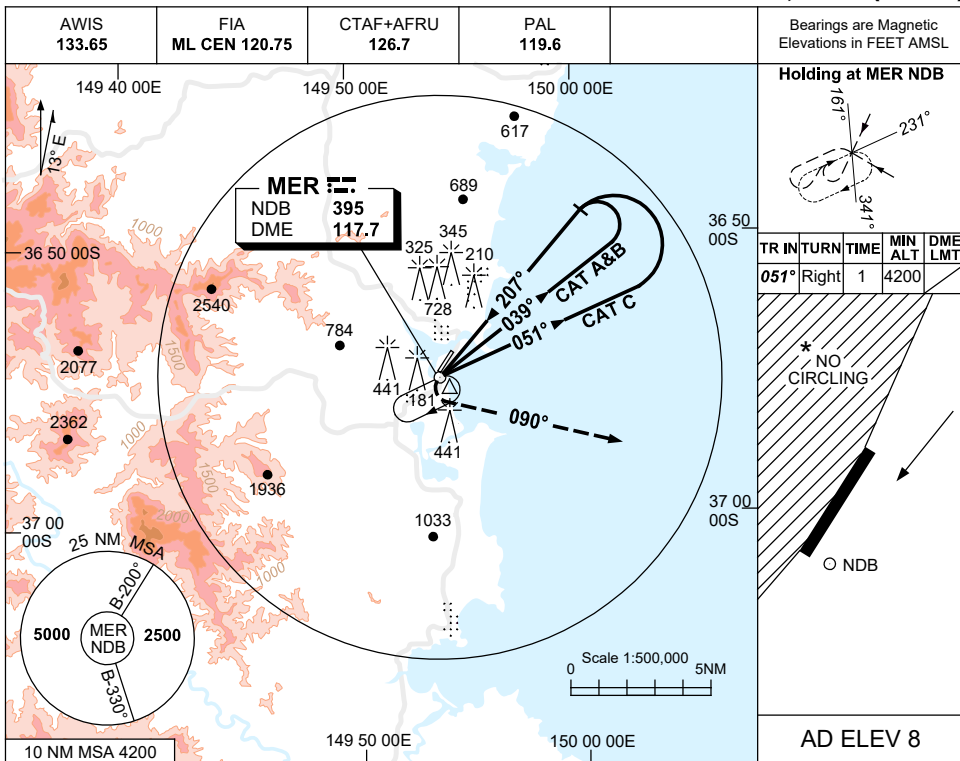 AWIS
133.65
FIA
ML CEN 120.75
CTAF+AFRU
126.7
PAL
119.6
Bearings are Magnetic
Elevations in FEET AMSL
149 40 00E
149 50 00E
150 00 00E
Holding at MER NDB
161°
231°
341°
TR IN
TURN
TIME
MIN ALT
DME LMT
051°
Right
1
4200
13° E
MER
NDB 395
DME 117.7
617
689
345
325
210
728
1000
36 50 00S
36 50
00S
2540
1500
784
2077
441
181
207°
039°
CAT A&B
051°
CAT C
090°
441
2362
1000
1500
1936
2000
1000
1033
37 00
00S
37 00
00S
* NO
CIRCLING
NDB
25 NM MSA
B-200°
5000
MER
NDB
2500
B-330°
Scale 1:500,000
0
5NM
10 NM MSA 4200
149 50 00E
150 00 00E
AD ELEV 8